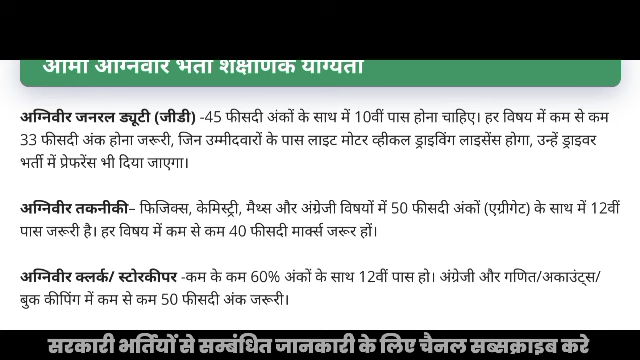 आर्मी अग्निवीर भर्ती शैक्षणिक योग्यता
अग्निवीर जनरल ड्यूटी (जीडी) -45 फीसदी अंकों के साथ में 10वीं पास होना चाहिए। हर विषय में कम से कम
33 फीसदी अंक होना जरूरी, जिन उम्मीदवारों के पास लाइट मोटर व्हीकल ड्राइविंग लाइसेंस होगा, उन्हें ड्राइवर
भर्ती में प्रेफरेंस भी दिया जाएगा।
अग्निवीर तकनीकी– फिजिक्स, केमिस्ट्री, मैथ्स और अंग्रेजी विषयों में 50 फीसदी अंकों (एग्रीगेट) के साथ में 12वीं
पास जरूरी है। हर विषय में कम से कम 40 फीसदी मार्क्स जरूर हों।
अग्निवीर क्लर्क/ स्टोरकीपर -कम के कम 60% अंकों के साथ 12वीं पास हो। अंग्रेजी और गणित/अकाउंट्स/
बुक कीपिंग में कम से कम 50 फीसदी अंक जरूरी।
सरकारी भर्तियों से सम्बंधित जानकारी के लिए चैनल सब्सक्राइब करे